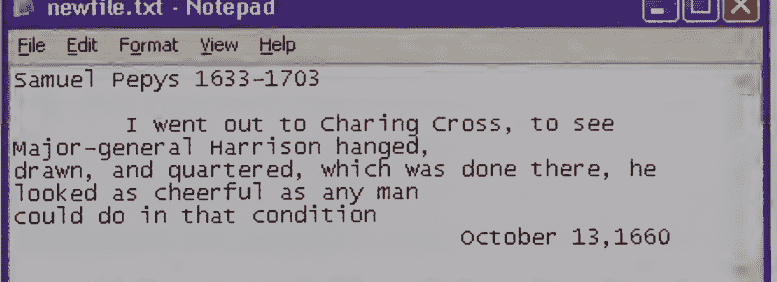 newfile.txt - Notepad
File Edit Format View Help
Samuel Pepys 1633-1703
I went out to Charing Cross, to see
Major-general Harrison hanged,
drawn, and quartered, which was done there, he
looked as cheerful as any man
could do in that condition
October 13,1660